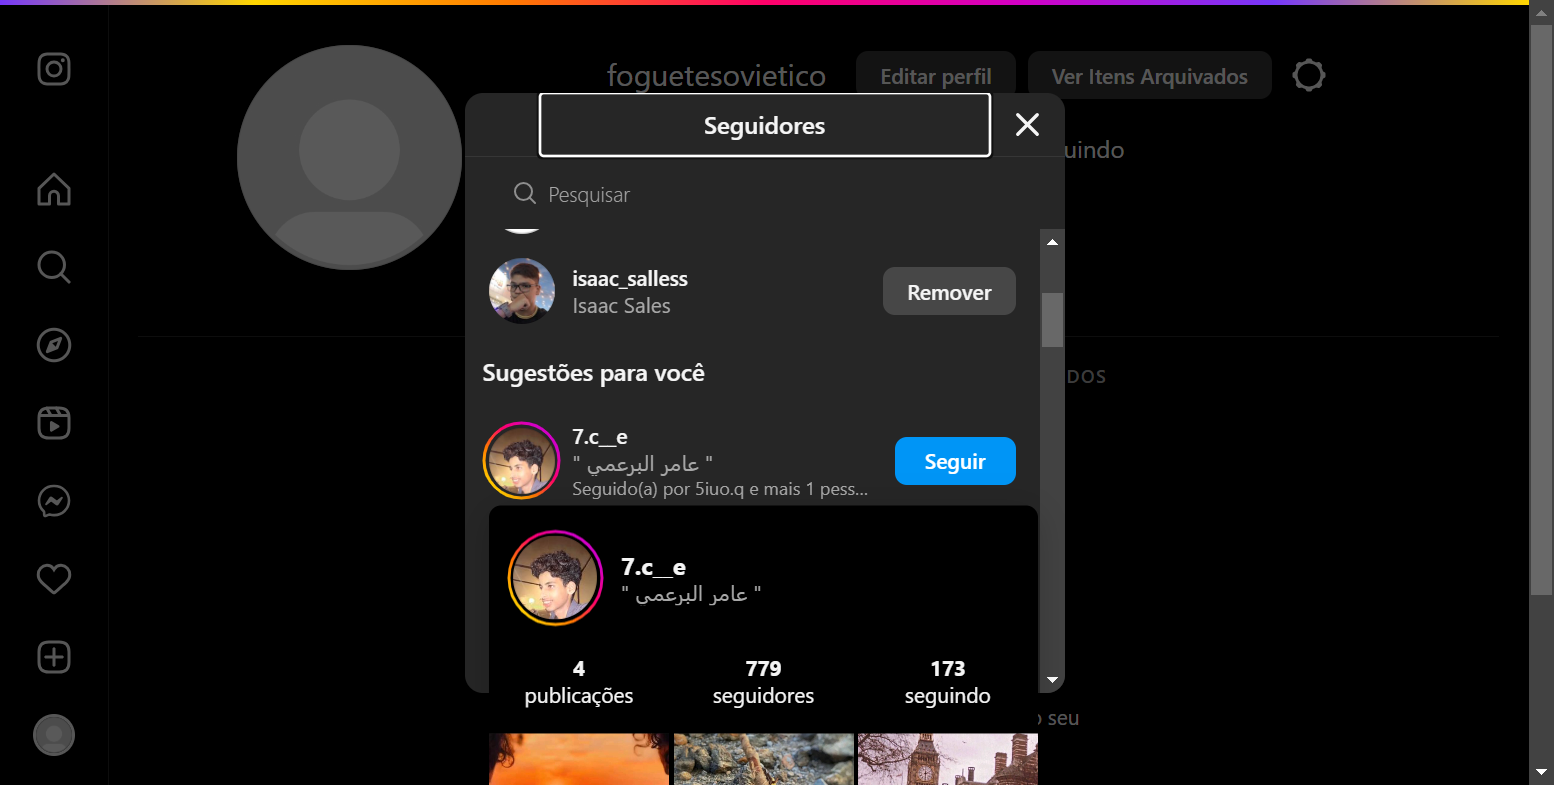 foguetesovietico
Editar perfil
Ver Itens Arquivados
Seguidores
uindo
Pesquisar
isaac_salless
Isaac Sales
Remover
Sugestões para você
DOS
7.c__e
" عامر البرعمي "
Seguido(a) por 5iuo.q e mais 1 pess...
Seguir
7.c__e
" عامر البرعمي "
4
publicações
779
seguidores
173
seguindo
o seu